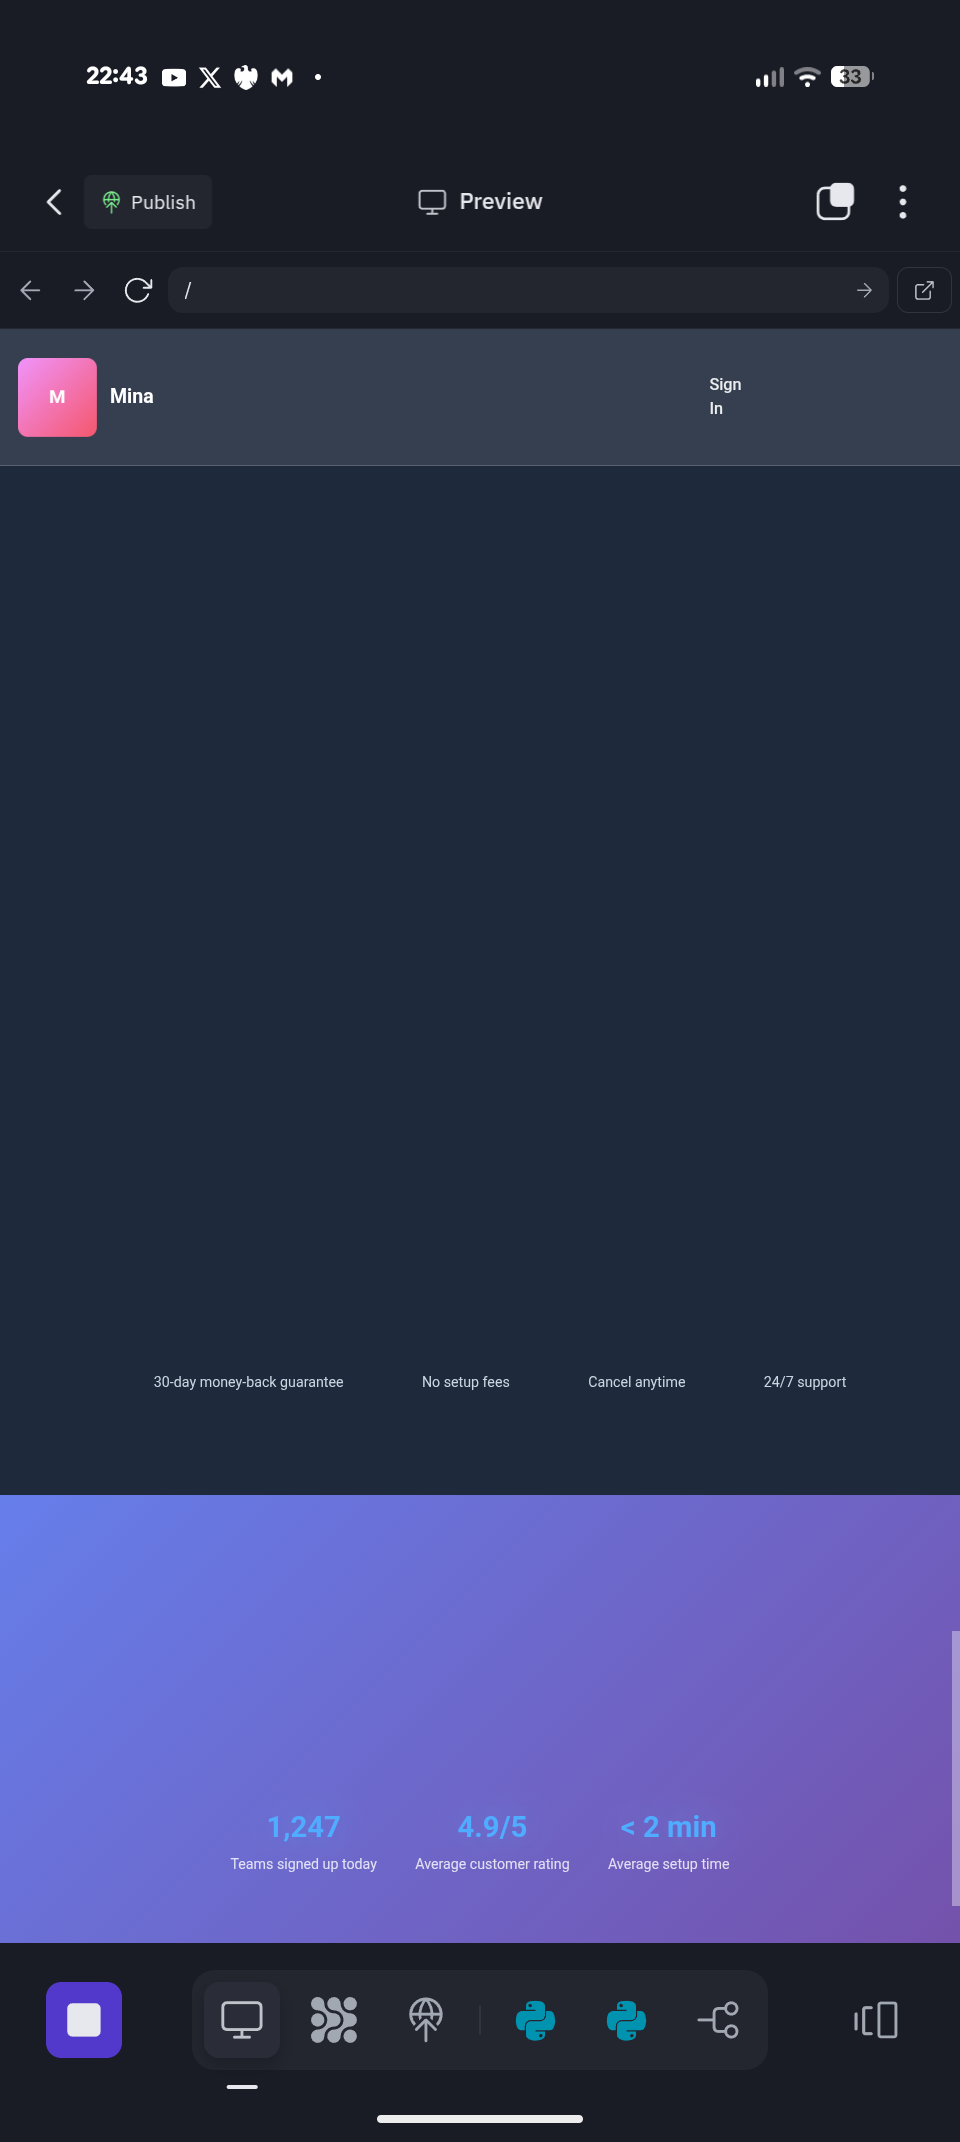 22:43
33
Publish
Preview
/
M
Mina
Sign
In
30-day money-back guarantee
No setup fees
Cancel anytime
24/7 support
1,247
4.9/5
< 2 min
Teams signed up today
Average customer rating
Average setup time